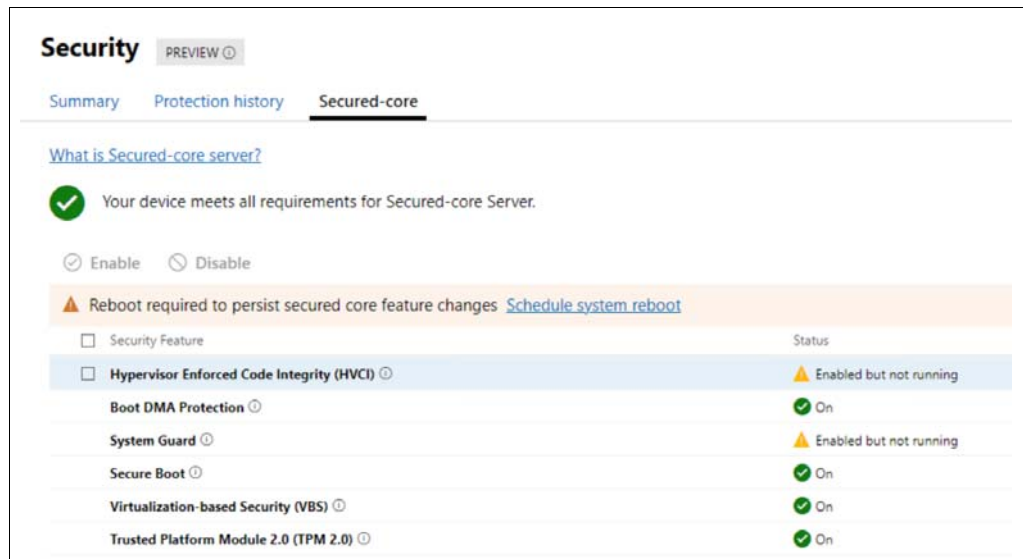 Security PREVIEW
Summary Protection history Secured-core
What is Secured-core server?
Your device meets all requirements for Secured-core Server.
Enable Disable
Reboot required to persist secured core feature changes Schedule system reboot
Security Feature Status
Hypervisor Enforced Code Integrity (HVCI) Enabled but not running
Boot DMA Protection On
System Guard Enabled but not running
Secure Boot On
Virtualization-based Security (VBS) On
Trusted Platform Module 2.0 (TPM 2.0) On